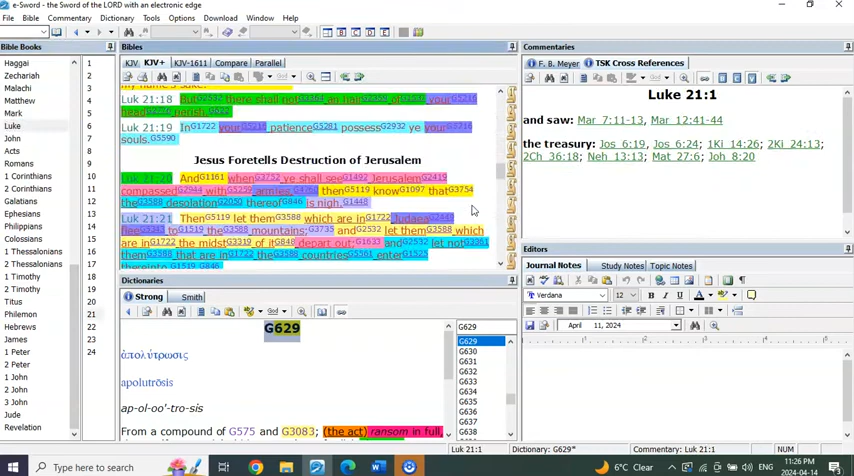 e-Sword - the Sword of the LORD with an electronic edge
File Bible Commentary Dictionary Tools Options Download Window Help
B C D E
Bible Books
Haggai
Zechariah
Malachi
Matthew
Mark
Luke
John
Acts
Romans
1 Corinthians
2 Corinthians
Galatians
Ephesians
Philippians
Colossians
1 Thessalonians
2 Thessalonians
1 Timothy
2 Timothy
Titus
Philemon
Hebrews
James
1 Peter
2 Peter
1 John
2 John
3 John
Jude
Revelation
1
2
3
4
5
6
7
8
9
10
11
12
13
14
15
16
17
18
19
20
21
22
23
24
Bibles
KJV KJV+ KJV-1611 Compare Parallel
my name's sake.
Luk 21:18 But G2532 there shall not G3364 an hair G2359 of G1537 your G5216
head G2776 perish. G622
Luk 21:19 In G1722 your G5216 patience G5281 possess G2932 ye your G5216
souls. G5590
Jesus Foretells Destruction of Jerusalem
Luk 21:20 And G1161 when G3752 ye shall see G1492 Jerusalem G2419
compassed G2944 with G5259 armies, G4760 then G5119 know G1097 that G3754
the G3588 desolation G2050 thereof G846 is nigh. G1448
Luk 21:21 Then G5119 let them G3588 which are in G1722 Judaea G2449
flee G5343 to G1519 the G3588 mountains; G3735 and G2532 let them G3588 which
are in G1722 the midst G3319 of it G848 depart out; G1633 and G2532 let not G3361
them G3588 that are in G1722 the G3588 countries G5561 enter G1525
thereinto. G1519 G846
Dictionaries
Strong Smith
God
G629
ἀπολύτρωσις
apolutrōsis
ap-ol-oo'-tro-sis
From a compound of G575 and G3083; (the act) ransom in full,
G629
G629
G630
G631
G632
G633
G634
G635
G636
G637
G638
Commentaries
F. B. Meyer TSK Cross References
Luke 21:1
and saw: Mar 7:11-13, Mar 12:41-44
the treasury: Jos 6:19, Jos 6:24; 1Ki 14:26; 2Ki 24:13;
2Ch 36:18; Neh 13:13; Mat 27:6; Joh 8:20
Editors
Journal Notes Study Notes Topic Notes
Verdana 12 B I U A
April 11, 2024
1 2 3 4 5
Luk 21:1 Dictionary: G629* Commentary: Luk 21:1 NUM
Type here to search
6°C Clear
ENG
11:26 PM
2024-04-14